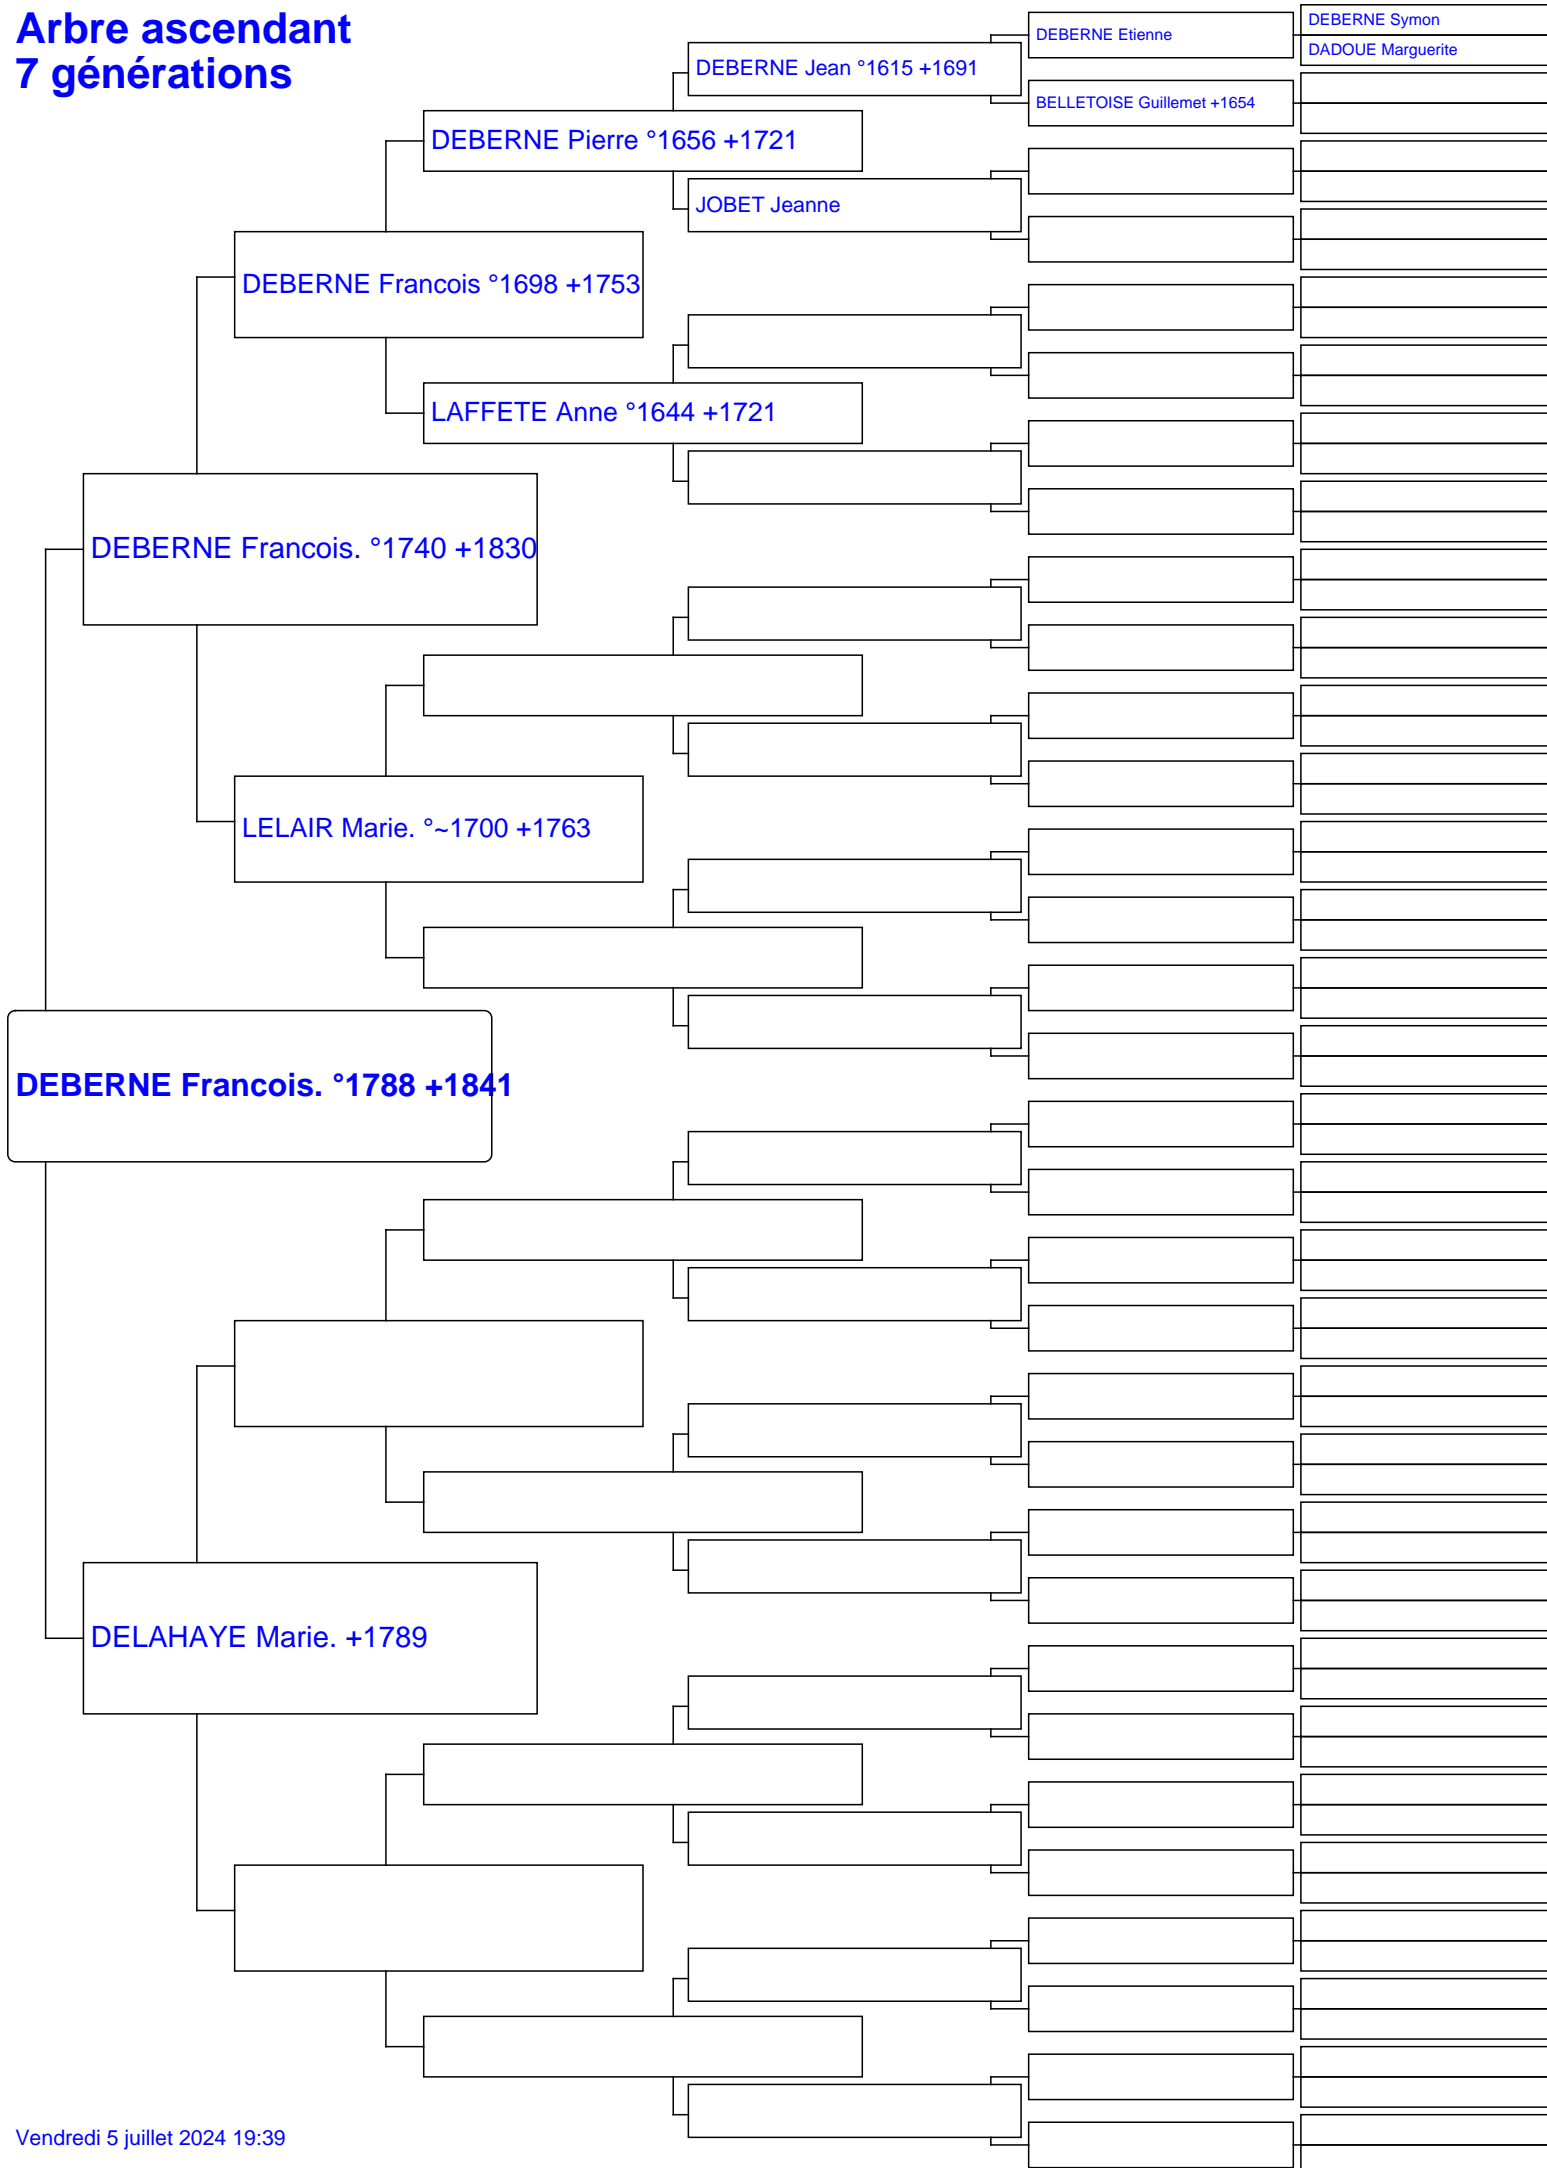 Arbre ascendant
7 générations
DEBERNE Symon
DEBERNE Etienne
DADOUE Marguerite
DEBERNE Jean °1615 +1691
BELLETOISE Guillemet +1654
DEBERNE Pierre °1656 +1721
JOBET Jeanne
DEBERNE Francois °1698 +1753
LAFFETE Anne °1644 +1721
DEBERNE Francois. °1740 +1830
LELAIR Marie. °~1700 +1763
DEBERNE Francois. °1788 +1841
DELAHAYE Marie. +1789
Vendredi 5 juillet 2024 19:39